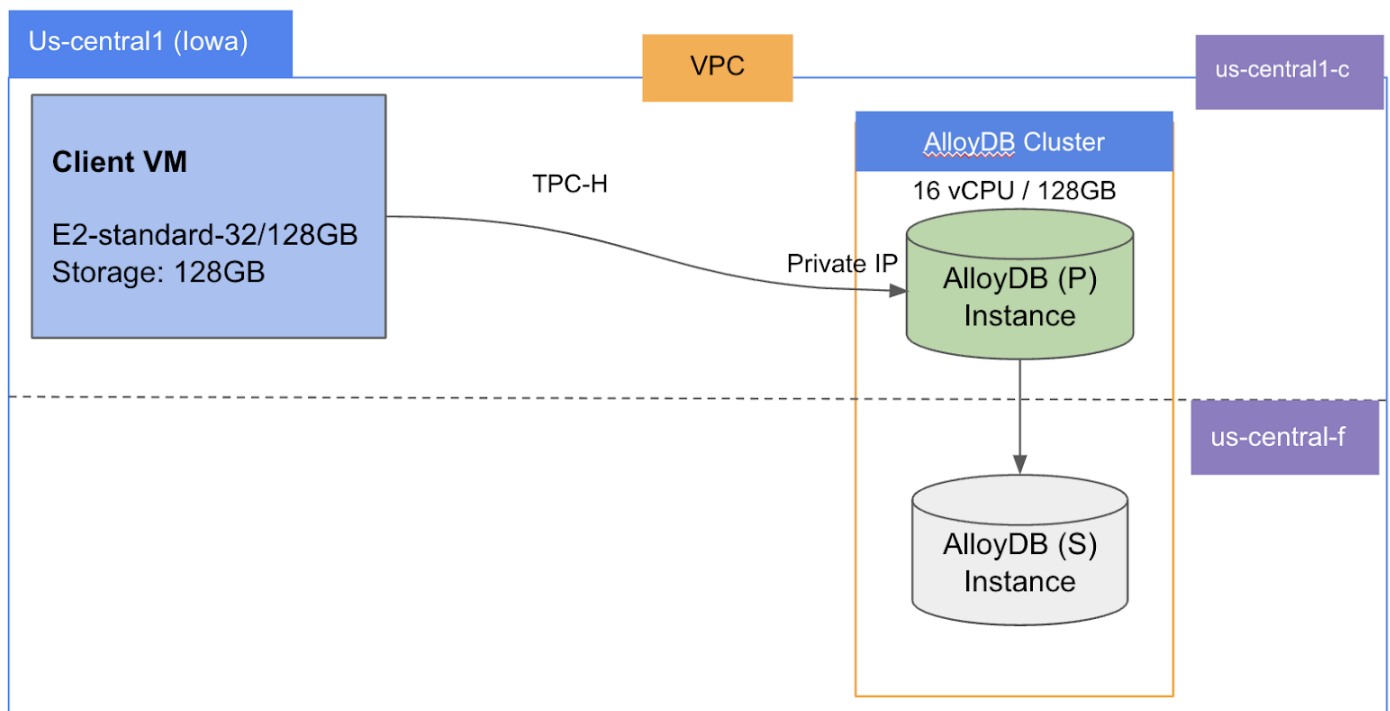 Us-central1 (Iowa)
VPC
us-central1-c
Client VM
E2-standard-32/128GB
Storage: 128GB
TPC-H
Private IP
AlloyDB Cluster
16 vCPU / 128GB
AlloyDB (P)
Instance
us-central-f
AlloyDB (S)
Instance